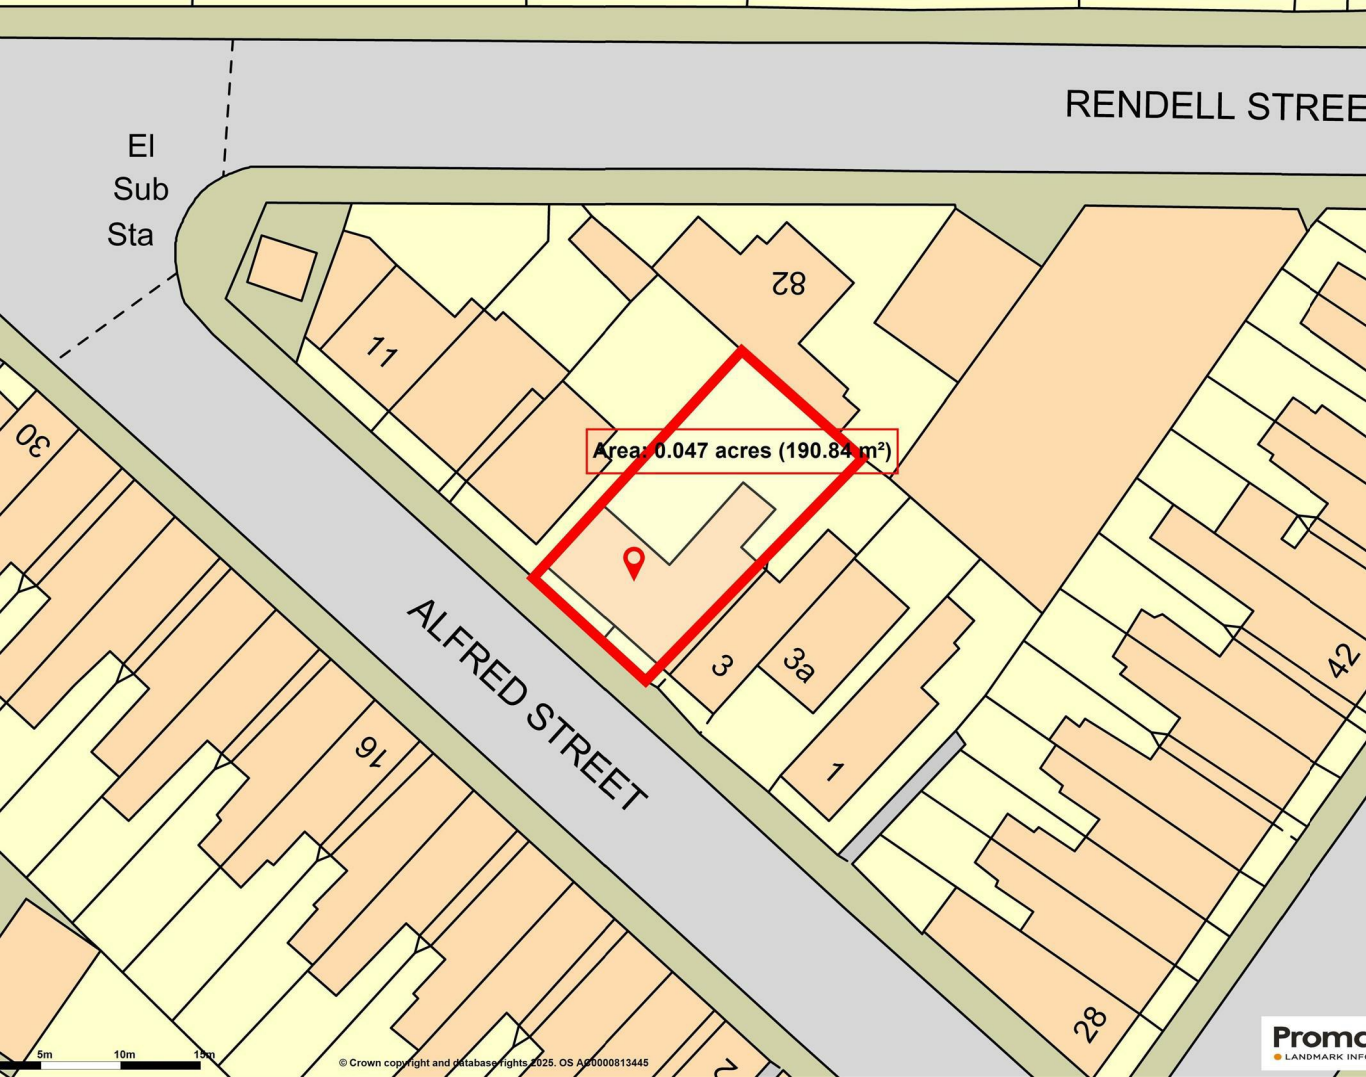 RENDELL STREE
El
Sub
Sta
82
11
30
Area: 0.047 acres (190.84 m²)
ALFRED STREET
3
3a
42
16
1
28
2
5m 10m 15m
© Crown copyright and database rights 2025. OS AC0000813445
Promo
LANDMARK INFO